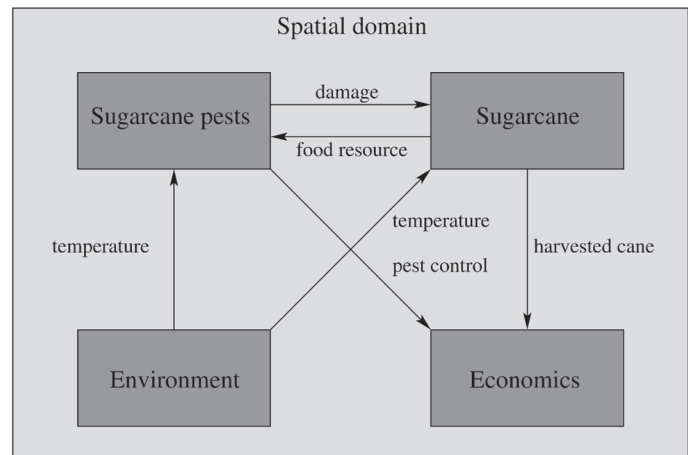 Spatial domain
damage
Sugarcane pests
Sugarcane
food resource
temperature
temperature
harvested cane
pest control
Environment
Economics